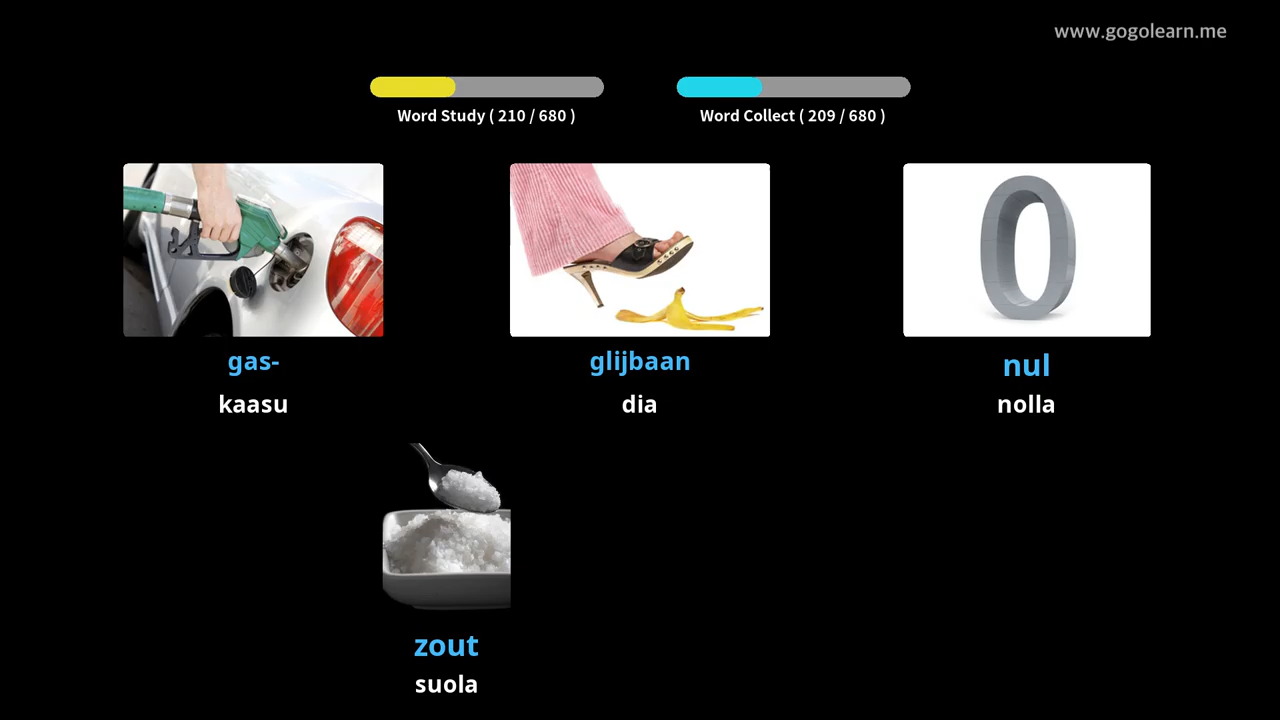 www.gogolearn.me
Word Study ( 210 / 680 )
Word Collect ( 209 / 680 )
gas-
kaasu
glijbaan
dia
nul
nolla
zout
suola